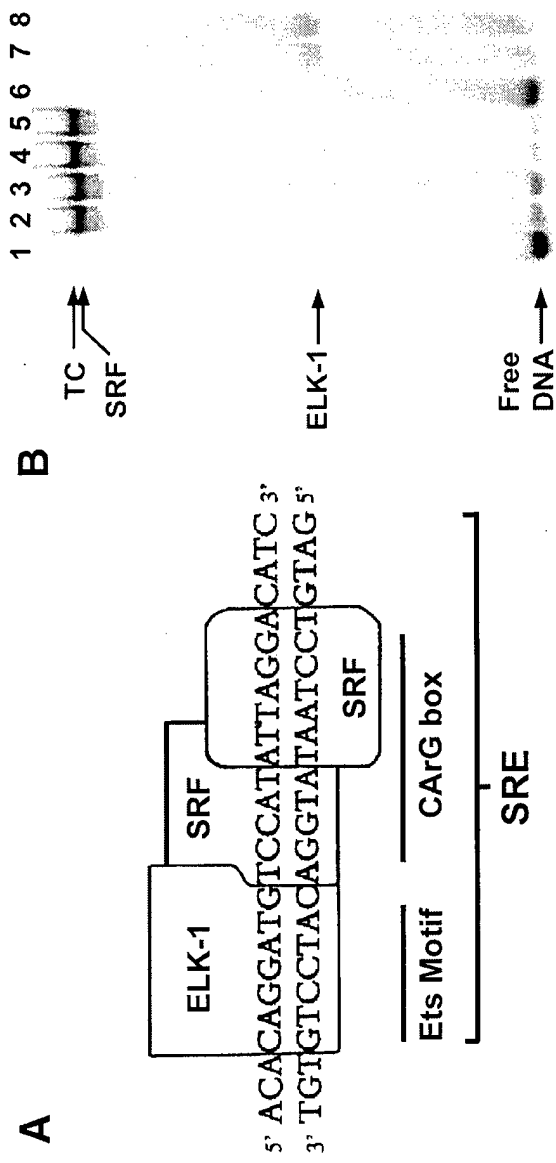 A
ELK-1
SRF
5’ ACACAGGATGTCCATATTAGGACATC 3’
3’ TGTGTCCTACAGGTATAATCCTGTAG 5’
SRF
Ets Motif
CArG box
SRE
B
1 2 3 4 5 6 7 8
TC
SRF
ELK-1
Free
DNA